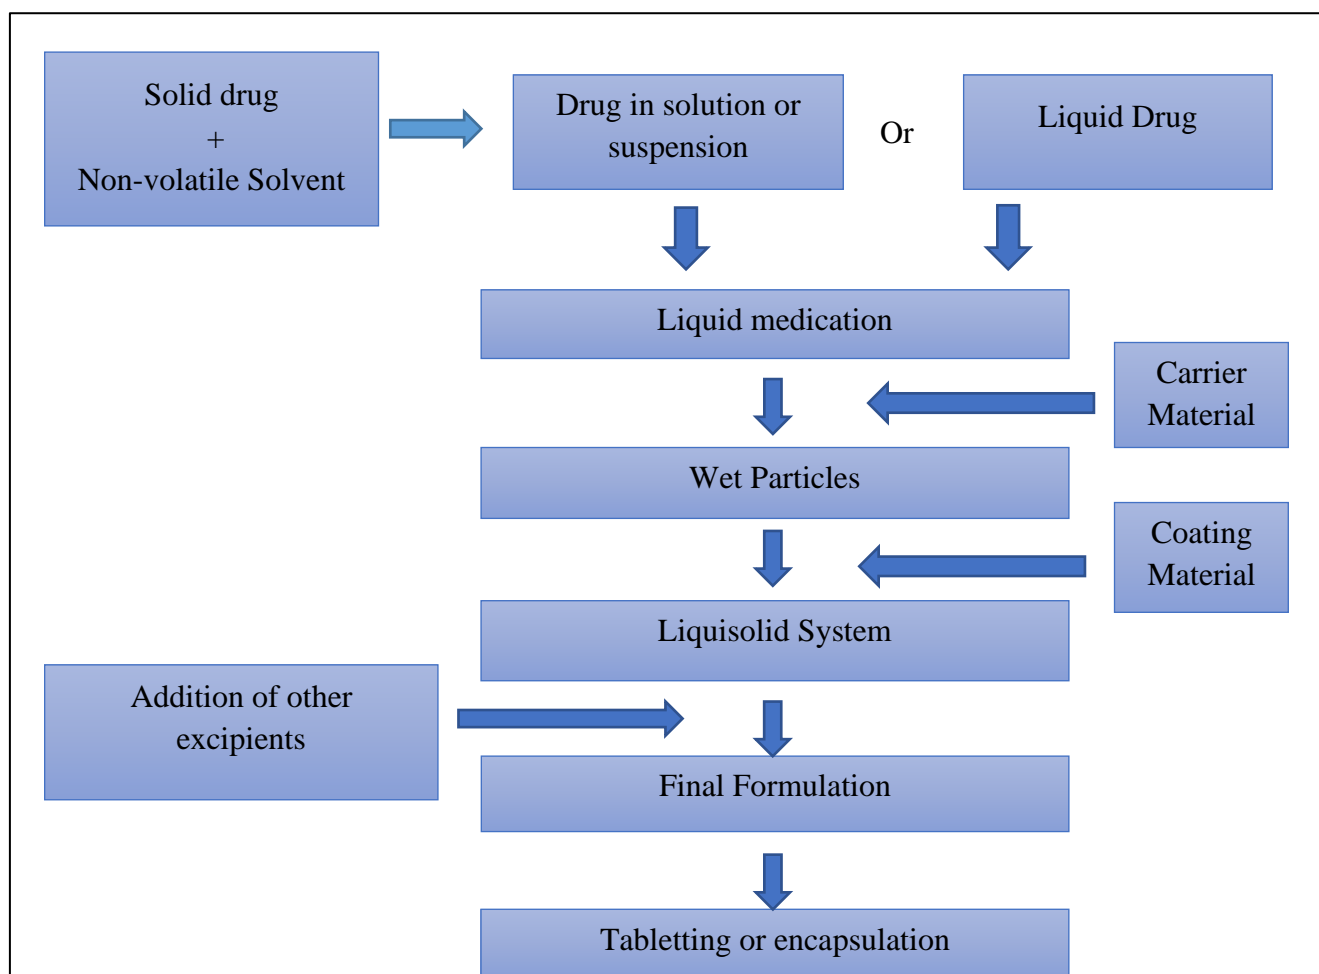 Solid drug
+
Non-volatile Solvent
Drug in solution or
suspension
Or
Liquid Drug
Liquid medication
Carrier
Material
Wet Particles
Coating
Material
Liquisolid System
Addition of other
excipients
Final Formulation
Tabletting or encapsulation